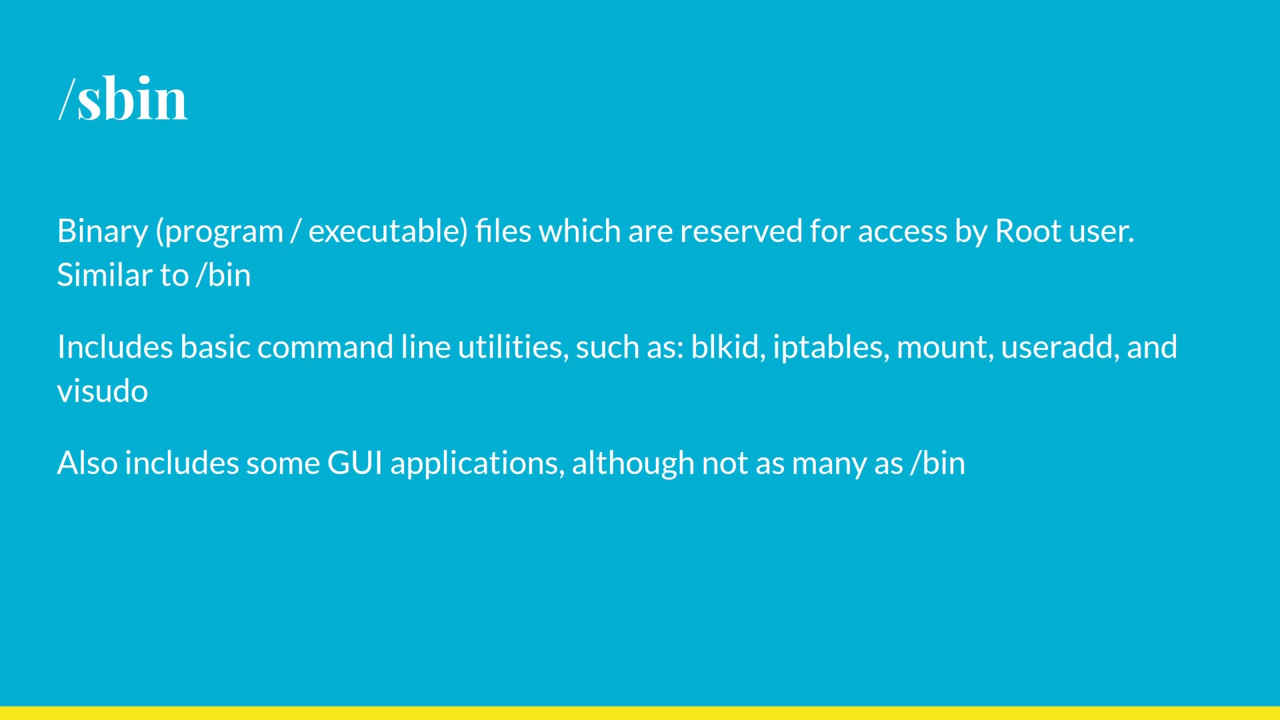 /sbin
Binary (program / executable) files which are reserved for access by Root user.
Similar to /bin
Includes basic command line utilities, such as: blkid, iptables, mount, useradd, and
visudo
Also includes some GUI applications, although not as many as /bin